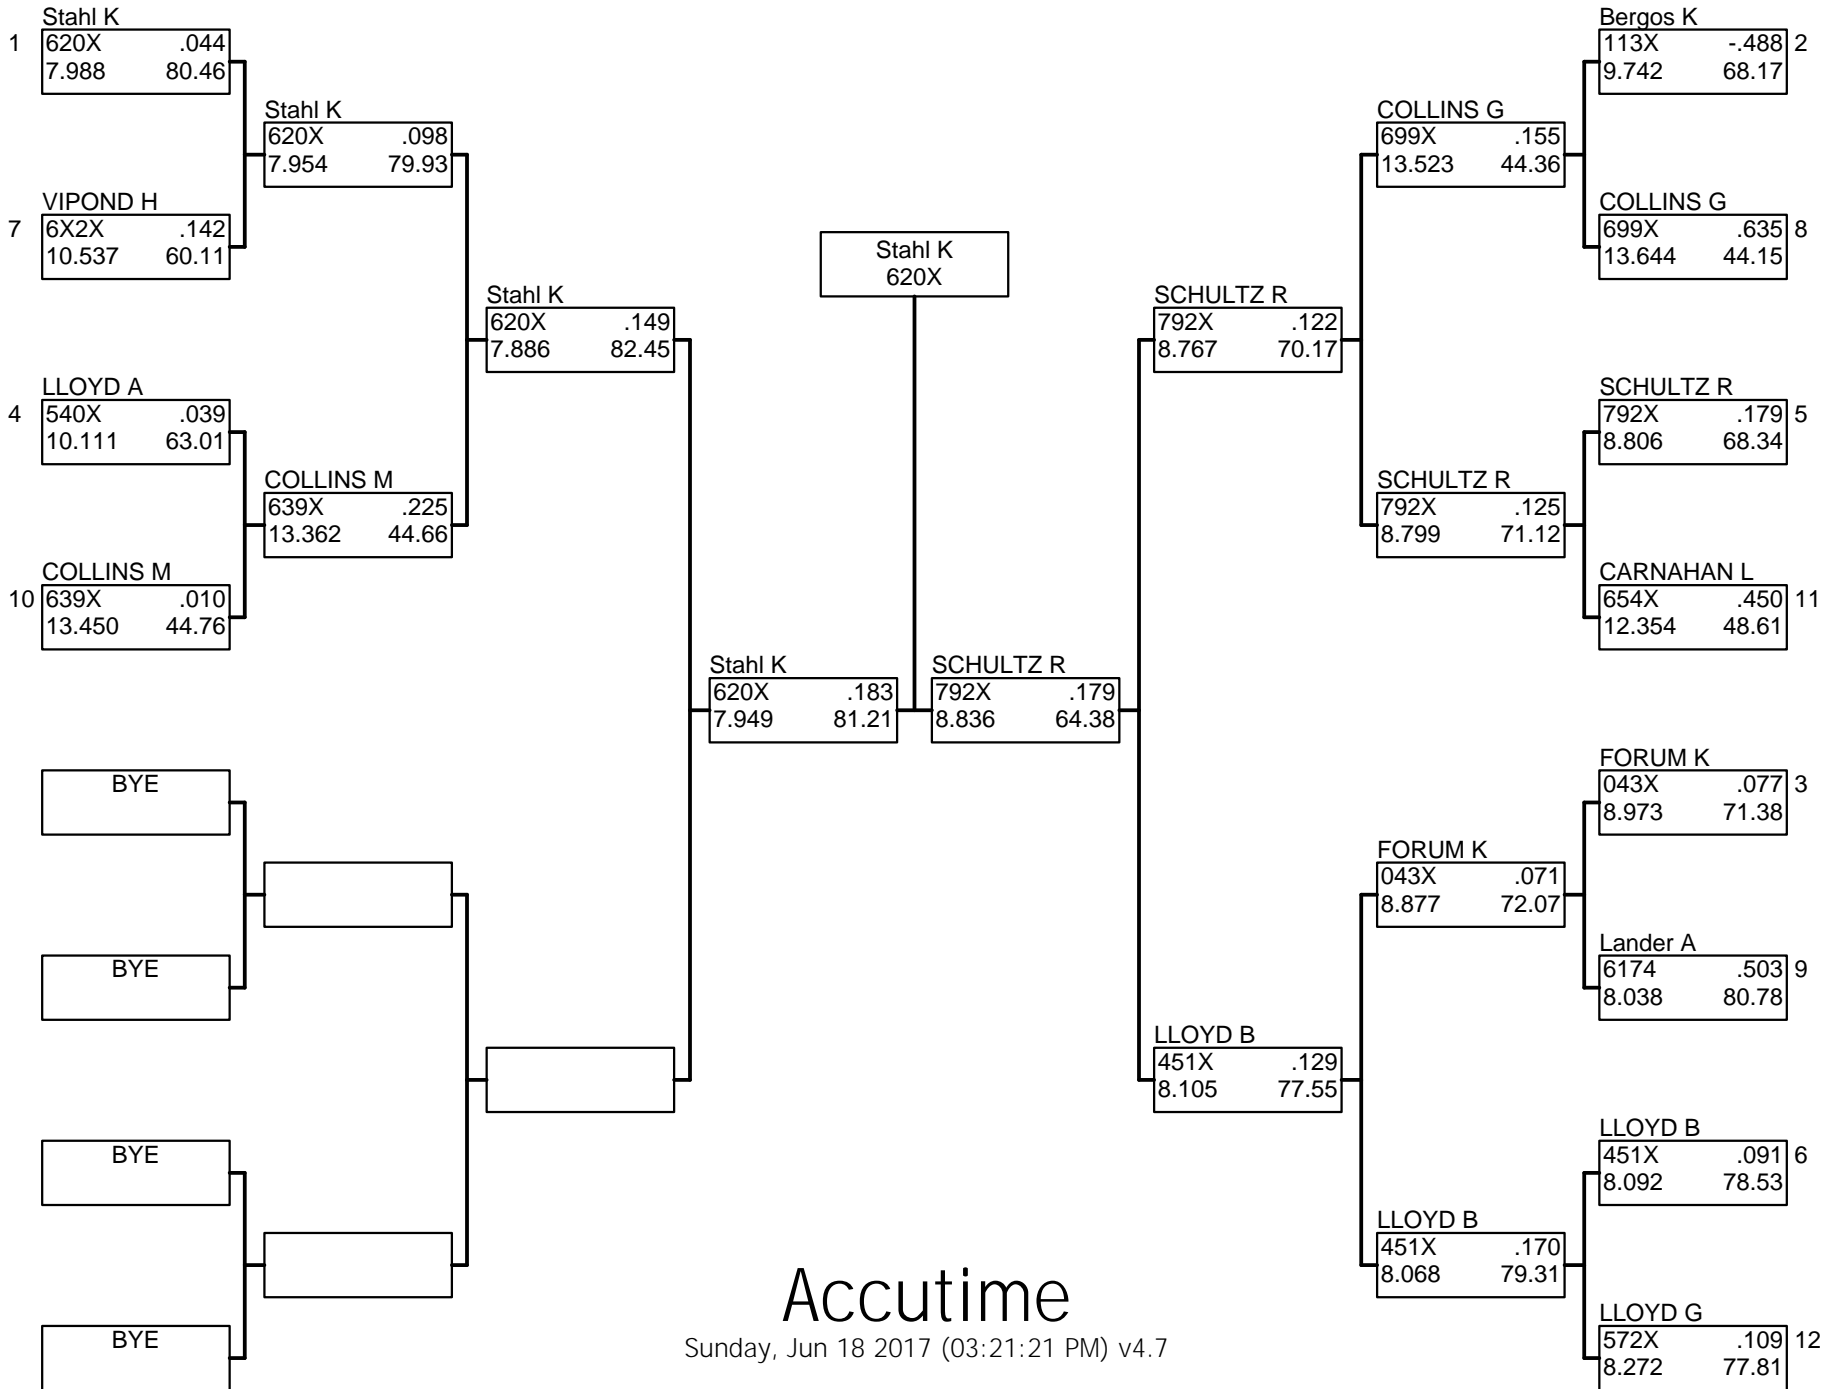 Stahl K
1 620X .044
7.988 80.46
VIPOND H
7 6X2X .142
10.537 60.11
LLOYD A
4 540X .039
10.111 63.01
COLLINS M
10 639X .010
13.450 44.76
BYE
BYE
BYE
BYE
Stahl K
620X .098
7.954 79.93
COLLINS M
639X .225
13.362 44.66
Stahl K
620X .149
7.886 82.45
Stahl K
620X .183
7.949 81.21
Stahl K
620X
SCHULTZ R
792X .179
8.836 64.38
SCHULTZ R
792X .122
8.767 70.17
LLOYD B
451X .129
8.105 77.55
COLLINS G
699X .155
13.523 44.36
SCHULTZ R
792X .125
8.799 71.12
FORUM K
043X .071
8.877 72.07
LLOYD B
451X .170
8.068 79.31
Bergos K
113X -.488 2
9.742 68.17
COLLINS G
699X .635 8
13.644 44.15
SCHULTZ R
792X .179 5
8.806 68.34
CARNAHAN L
654X .450 11
12.354 48.61
FORUM K
043X .077 3
8.973 71.38
Lander A
6174 .503 9
8.038 80.78
LLOYD B
451X .091 6
8.092 78.53
LLOYD G
572X .109 12
8.272 77.81
Accutime
Sunday, Jun 18 2017 (03:21:21 PM) v4.7